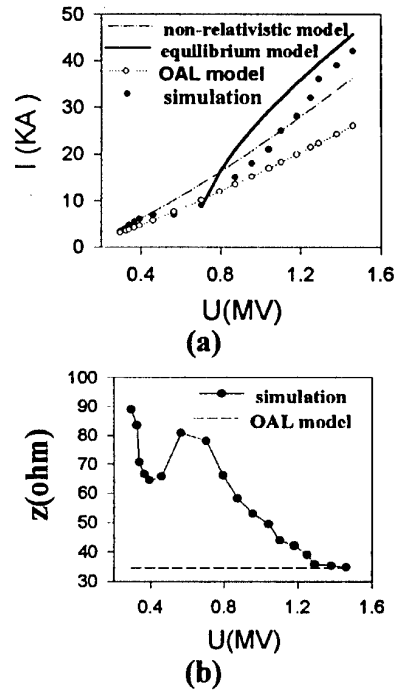 50
40
30
20
10
0
I (KA)
non-relativistic model
equilibrium model
OAL model
simulation
0.4 0.8 1.2 1.6
U(MV)
(a)
100
90
80
70
60
50
40
30
z(ohm)
simulation
OAL model
0.4 0.8 1.2 1.6
U(MV)
(b)